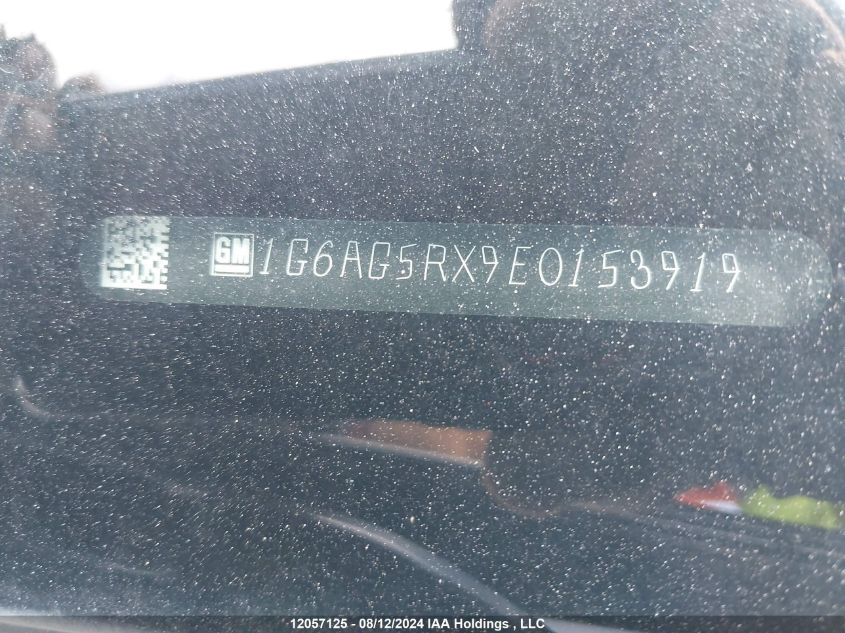 GM 1G6AG5RX9E0153919
12057125 - 08/12/2024 IAA Holdings , LLC